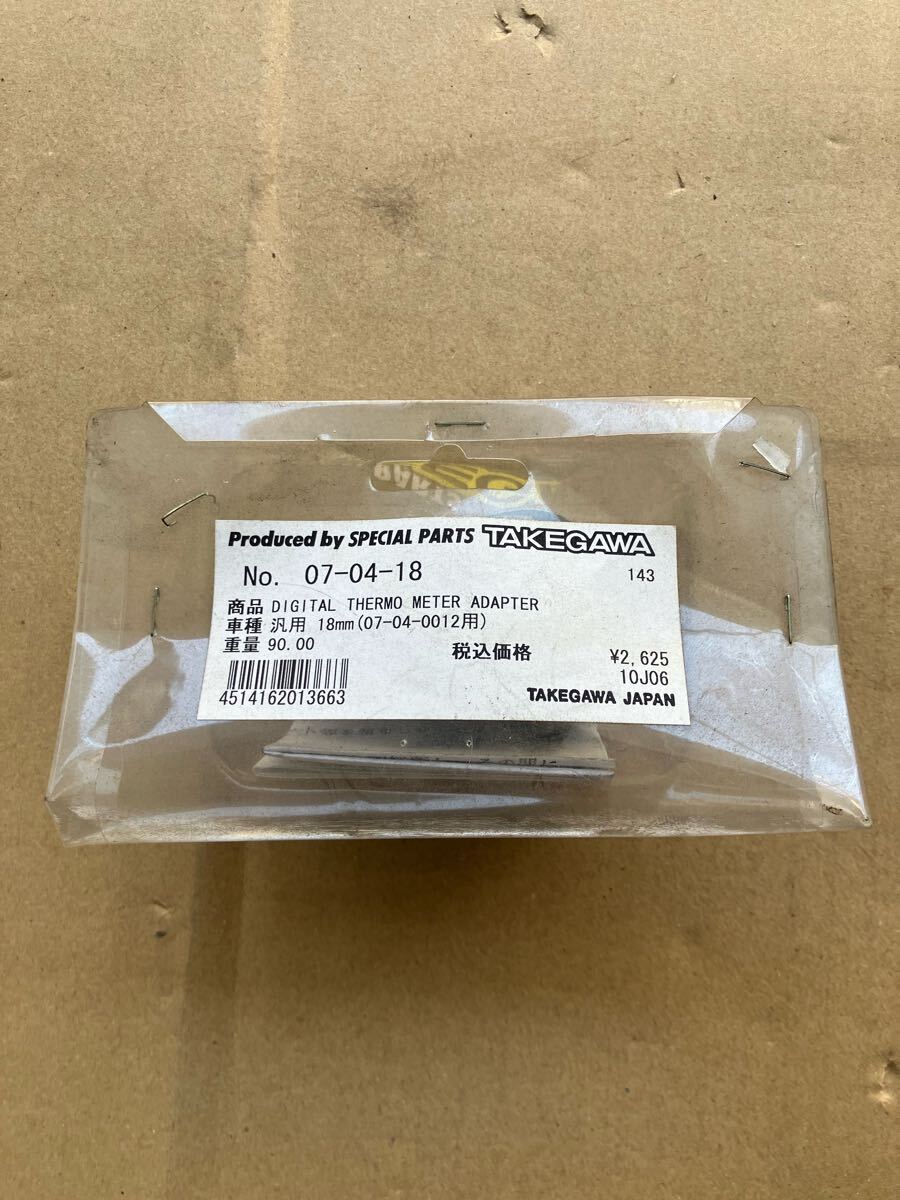 Produced by SPECIAL PARTS TAKEGAWA
No. 07-04-18 143
商品 DIGITAL THERMO METER ADAPTER
車種 汎用 18mm(07-04-0012用)
重量 90.00 税込価格 ¥2,625
10J06
4514162013663 TAKEGAWA JAPAN